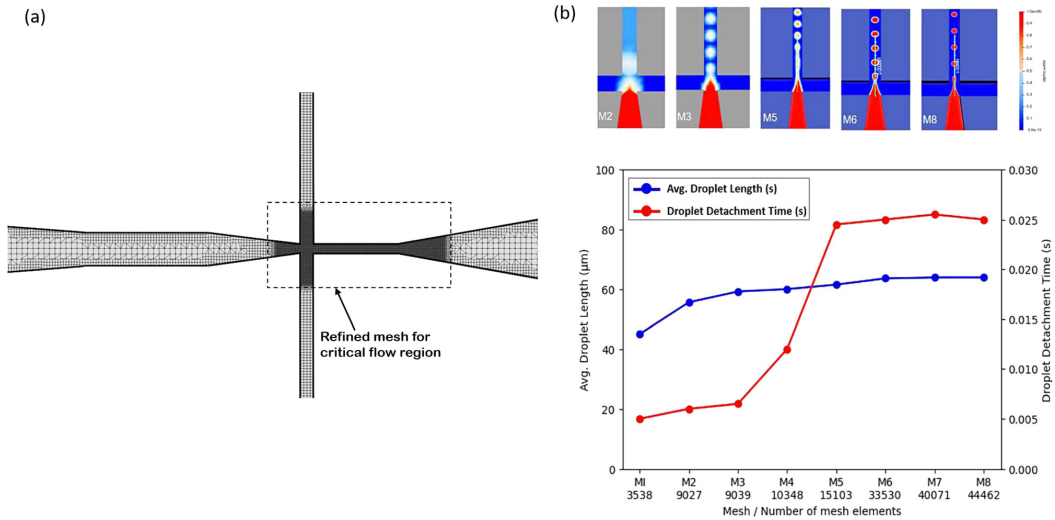 (a)
Refined mesh for
critical flow region
(b)
M2
M3
M5
M6
M8
Avg. Droplet Length (s)
Droplet Detachment Time (s)
Avg. Droplet Length (µm)
100
80
60
40
20
0
0.030
0.025
0.020
0.015
0.010
0.005
0.000
Droplet Detachment Time (s)
MI M2 M3 M4 M5 M6 M7 M8
3538 9027 9039 10348 15103 33530 40071 44462
Mesh / Number of mesh elements